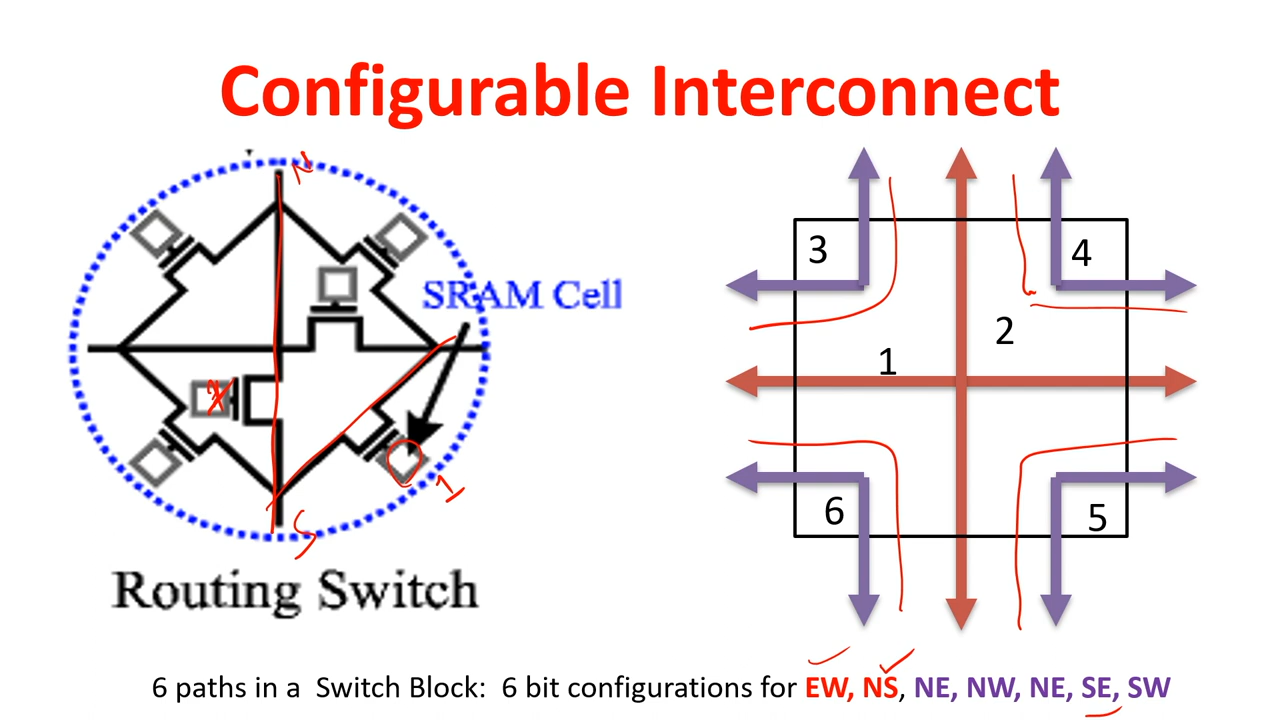 Configurable Interconnect
N
3
4
SRAM Cell
2
1
6
5
1
S
Routing Switch
6 paths in a Switch Block: 6 bit configurations for EW, NS, NE, NW, NE, SE, SW